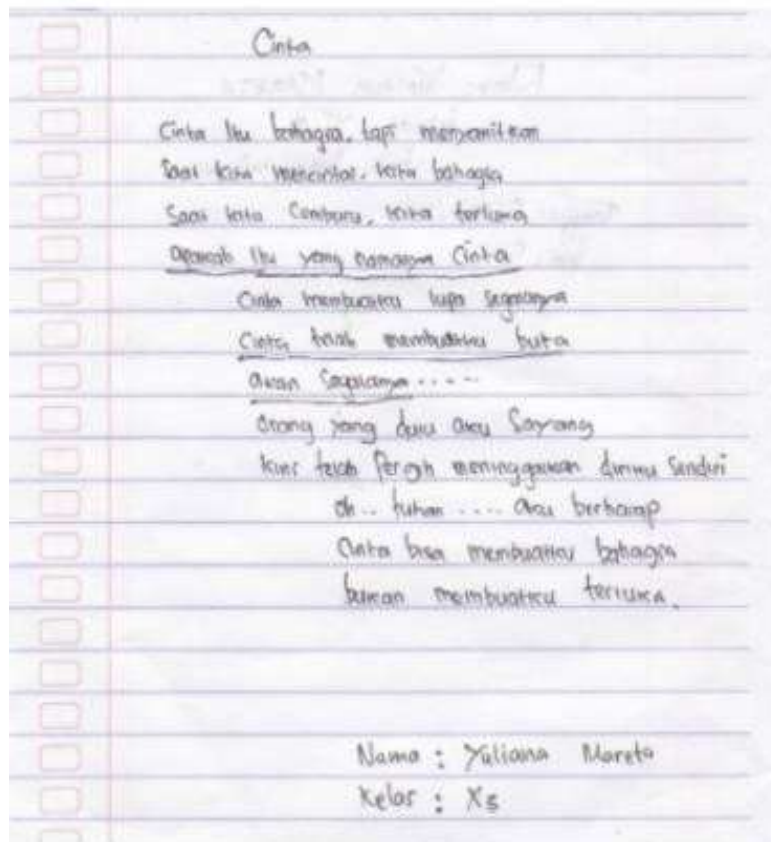 Cinta
Cinta Itu bahagia, tapi menyakitkan
Saat kita mencintai, kita bahagia
Saat kita Cemburu, kita terluka
apakah Itu yang namanya Cinta
Cinta membuatku lupa segalanya
Cinta telah membuatku buta
akan Segalanya .....
Orang yang dulu aku Sayang
kini telah Pergi meninggalkan dirimu Sendiri
oh .. tuhan .... aku berharap
Cinta bisa membuatku bahagia
bukan membuatku terluka.
Nama : Yuliana Mareta
Kelas : X5